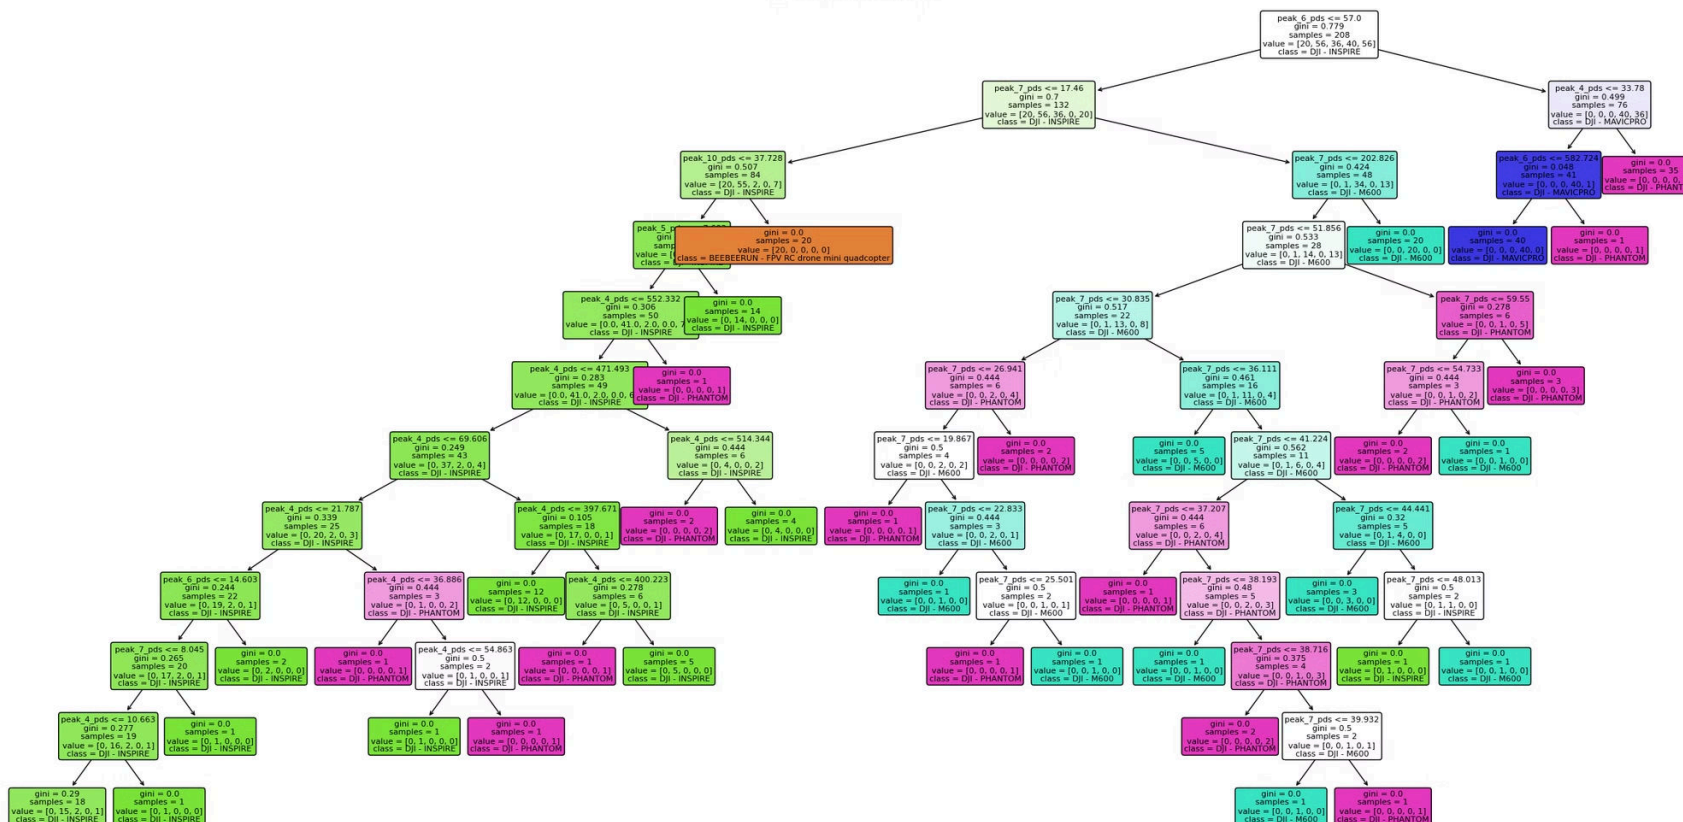 peak_6_pds <= 57.0
gini = 0.779
samples = 208
value = [20, 56, 36, 40, 56]
class = DJI - INSPIRE
peak_7_pds <= 17.46
gini = 0.7
samples = 132
value = [20, 56, 36, 0, 20]
class = DJI - INSPIRE
peak_4_pds <= 33.78
gini = 0.499
samples = 76
value = [0, 0, 0, 40, 36]
class = DJI - MAVICPRO
peak_10_pds <= 37.728
gini = 0.507
samples = 84
value = [20, 55, 2, 0, 7]
class = DJI - INSPIRE
peak_7_pds <= 202.826
gini = 0.424
samples = 48
value = [0, 1, 34, 0, 13]
class = DJI - M600
peak_6_pds <= 582.724
gini = 0.048
samples = 41
value = [0, 0, 0, 40, 1]
class = DJI - MAVICPRO
gini = 0.0
samples = 35
value = [0, 0, 0, 0,
class = DJI - PHANT
peak_5
gini
value =
gini = 0.0
samples = 20
value = [20, 0, 0, 0, 0]
class = BEEBEERUN - FPV RC drone mini quadcopter
peak_7_pds <= 51.856
gini = 0.533
samples = 28
value = [0, 1, 14, 0, 13]
class = DJI - M600
gini = 0.0
samples = 20
value = [0, 0, 20, 0, 0]
class = DJI - M600
gini = 0.0
samples = 40
value = [0, 0, 0, 40, 0]
class = DJI - MAVICPRO
gini = 0.0
samples = 1
value = [0, 0, 0, 0, 1]
class = DJI - PHANTOM
peak_4_pds <= 552.332
gini = 0.306
samples = 50
value = [0.0, 41.0, 2.0, 0.0, 7
class = DJI - INSPIRE
gini = 0.0
samples = 14
value = [0, 14, 0, 0, 0]
class = DJI - INSPIRE
peak_7_pds <= 30.835
gini = 0.517
samples = 22
value = [0, 1, 13, 0, 8]
class = DJI - M600
peak_7_pds <= 59.55
gini = 0.278
samples = 6
value = [0, 0, 1, 0, 5]
class = DJI - PHANTOM
peak_4_pds <= 471.493
gini = 0.283
samples = 49
value = [0.0, 41.0, 2.0, 0.0, 6
class = DJI - INSPIRE
gini = 0.0
samples = 1
value = [0, 0, 0, 0, 1]
class = DJI - PHANTOM
peak_7_pds <= 26.941
gini = 0.444
samples = 6
value = [0, 0, 2, 0, 4]
class = DJI - PHANTOM
peak_7_pds <= 36.111
gini = 0.461
samples = 16
value = [0, 1, 11, 0, 4]
class = DJI - M600
peak_7_pds <= 54.733
gini = 0.444
samples = 3
value = [0, 0, 1, 0, 2]
class = DJI - PHANTOM
gini = 0.0
samples = 3
value = [0, 0, 0, 0, 3]
class = DJI - PHANTOM
peak_4_pds <= 69.606
gini = 0.249
samples = 43
value = [0, 37, 2, 0, 4]
class = DJI - INSPIRE
peak_4_pds <= 514.344
gini = 0.444
samples = 6
value = [0, 4, 0, 0, 2]
class = DJI - INSPIRE
peak_7_pds <= 19.867
gini = 0.5
samples = 4
value = [0, 0, 2, 0, 2]
class = DJI - M600
gini = 0.0
samples = 2
value = [0, 0, 0, 0, 2]
class = DJI - PHANTOM
gini = 0.0
samples = 5
value = [0, 0, 5, 0, 0]
class = DJI - M600
peak_7_pds <= 41.224
gini = 0.562
samples = 11
value = [0, 1, 6, 0, 4]
class = DJI - M600
gini = 0.0
samples = 2
value = [0, 0, 0, 0, 2]
class = DJI - PHANTOM
gini = 0.0
samples = 1
value = [0, 0, 1, 0, 0]
class = DJI - M600
peak_4_pds <= 21.787
gini = 0.339
samples = 25
value = [0, 20, 2, 0, 3]
class = DJI - INSPIRE
peak_4_pds <= 397.671
gini = 0.105
samples = 18
value = [0, 17, 0, 0, 1]
class = DJI - INSPIRE
gini = 0.0
samples = 2
value = [0, 0, 0, 0, 2]
class = DJI - PHANTOM
gini = 0.0
samples = 4
value = [0, 4, 0, 0, 0]
class = DJI - INSPIRE
gini = 0.0
samples = 1
value = [0, 0, 0, 0, 1]
class = DJI - PHANTOM
peak_7_pds <= 22.833
gini = 0.444
samples = 3
value = [0, 0, 2, 0, 1]
class = DJI - M600
peak_7_pds <= 37.207
gini = 0.444
samples = 6
value = [0, 0, 2, 0, 4]
class = DJI - PHANTOM
peak_7_pds <= 44.441
gini = 0.32
samples = 5
value = [0, 1, 4, 0, 0]
class = DJI - M600
peak_6_pds <= 14.603
gini = 0.244
samples = 22
value = [0, 19, 2, 0, 1]
class = DJI - INSPIRE
peak_4_pds <= 36.886
gini = 0.444
samples = 3
value = [0, 1, 0, 0, 2]
class = DJI - PHANTOM
gini = 0.0
samples = 12
value = [0, 12, 0, 0, 0]
class = DJI - INSPIRE
peak_4_pds <= 400.223
gini = 0.278
samples = 6
value = [0, 5, 0, 0, 1]
class = DJI - INSPIRE
gini = 0.0
samples = 1
value = [0, 0, 1, 0, 0]
class = DJI - M600
peak_7_pds <= 25.501
gini = 0.5
samples = 2
value = [0, 0, 1, 0, 1]
class = DJI - M600
gini = 0.0
samples = 1
value = [0, 0, 0, 0, 1]
class = DJI - PHANTOM
peak_7_pds <= 38.193
gini = 0.48
samples = 5
value = [0, 0, 2, 0, 3]
class = DJI - PHANTOM
gini = 0.0
samples = 3
value = [0, 0, 3, 0, 0]
class = DJI - M600
peak_7_pds <= 48.013
gini = 0.5
samples = 2
value = [0, 1, 1, 0, 0]
class = DJI - INSPIRE
peak_7_pds <= 8.045
gini = 0.265
samples = 20
value = [0, 17, 2, 0, 1]
class = DJI - INSPIRE
gini = 0.0
samples = 2
value = [0, 2, 0, 0, 0]
class = DJI - INSPIRE
gini = 0.0
samples = 1
value = [0, 0, 0, 0, 1]
class = DJI - PHANTOM
peak_4_pds <= 54.863
gini = 0.5
samples = 2
value = [0, 1, 0, 0, 1]
class = DJI - INSPIRE
gini = 0.0
samples = 1
value = [0, 0, 0, 0, 1]
class = DJI - PHANTOM
gini = 0.0
samples = 5
value = [0, 5, 0, 0, 0]
class = DJI - INSPIRE
gini = 0.0
samples = 1
value = [0, 0, 0, 0, 1]
class = DJI - PHANTOM
gini = 0.0
samples = 1
value = [0, 0, 1, 0, 0]
class = DJI - M600
gini = 0.0
samples = 1
value = [0, 0, 1, 0, 0]
class = DJI - M600
peak_7_pds <= 38.716
gini = 0.375
samples = 4
value = [0, 0, 1, 0, 3]
class = DJI - PHANTOM
gini = 0.0
samples = 1
value = [0, 1, 0, 0, 0]
class = DJI - INSPIRE
gini = 0.0
samples = 1
value = [0, 0, 1, 0, 0]
class = DJI - M600
peak_4_pds <= 10.663
gini = 0.277
samples = 19
value = [0, 16, 2, 0, 1]
class = DJI - INSPIRE
gini = 0.0
samples = 1
value = [0, 1, 0, 0, 0]
class = DJI - INSPIRE
gini = 0.0
samples = 1
value = [0, 1, 0, 0, 0]
class = DJI - INSPIRE
gini = 0.0
samples = 1
value = [0, 0, 0, 0, 1]
class = DJI - PHANTOM
gini = 0.0
samples = 2
value = [0, 0, 0, 0, 2]
class = DJI - PHANTOM
peak_7_pds <= 39.932
gini = 0.5
samples = 2
value = [0, 0, 1, 0, 1]
class = DJI - M600
gini = 0.29
samples = 18
value = [0, 15, 2, 0, 1]
class = DJI - INSPIRE
gini = 0.0
samples = 1
value = [0, 1, 0, 0, 0]
class = DJI - INSPIRE
gini = 0.0
samples = 1
value = [0, 0, 1, 0, 0]
class = DJI - M600
gini = 0.0
samples = 1
value = [0, 0, 0, 0, 1]
class = DJI - PHANTOM